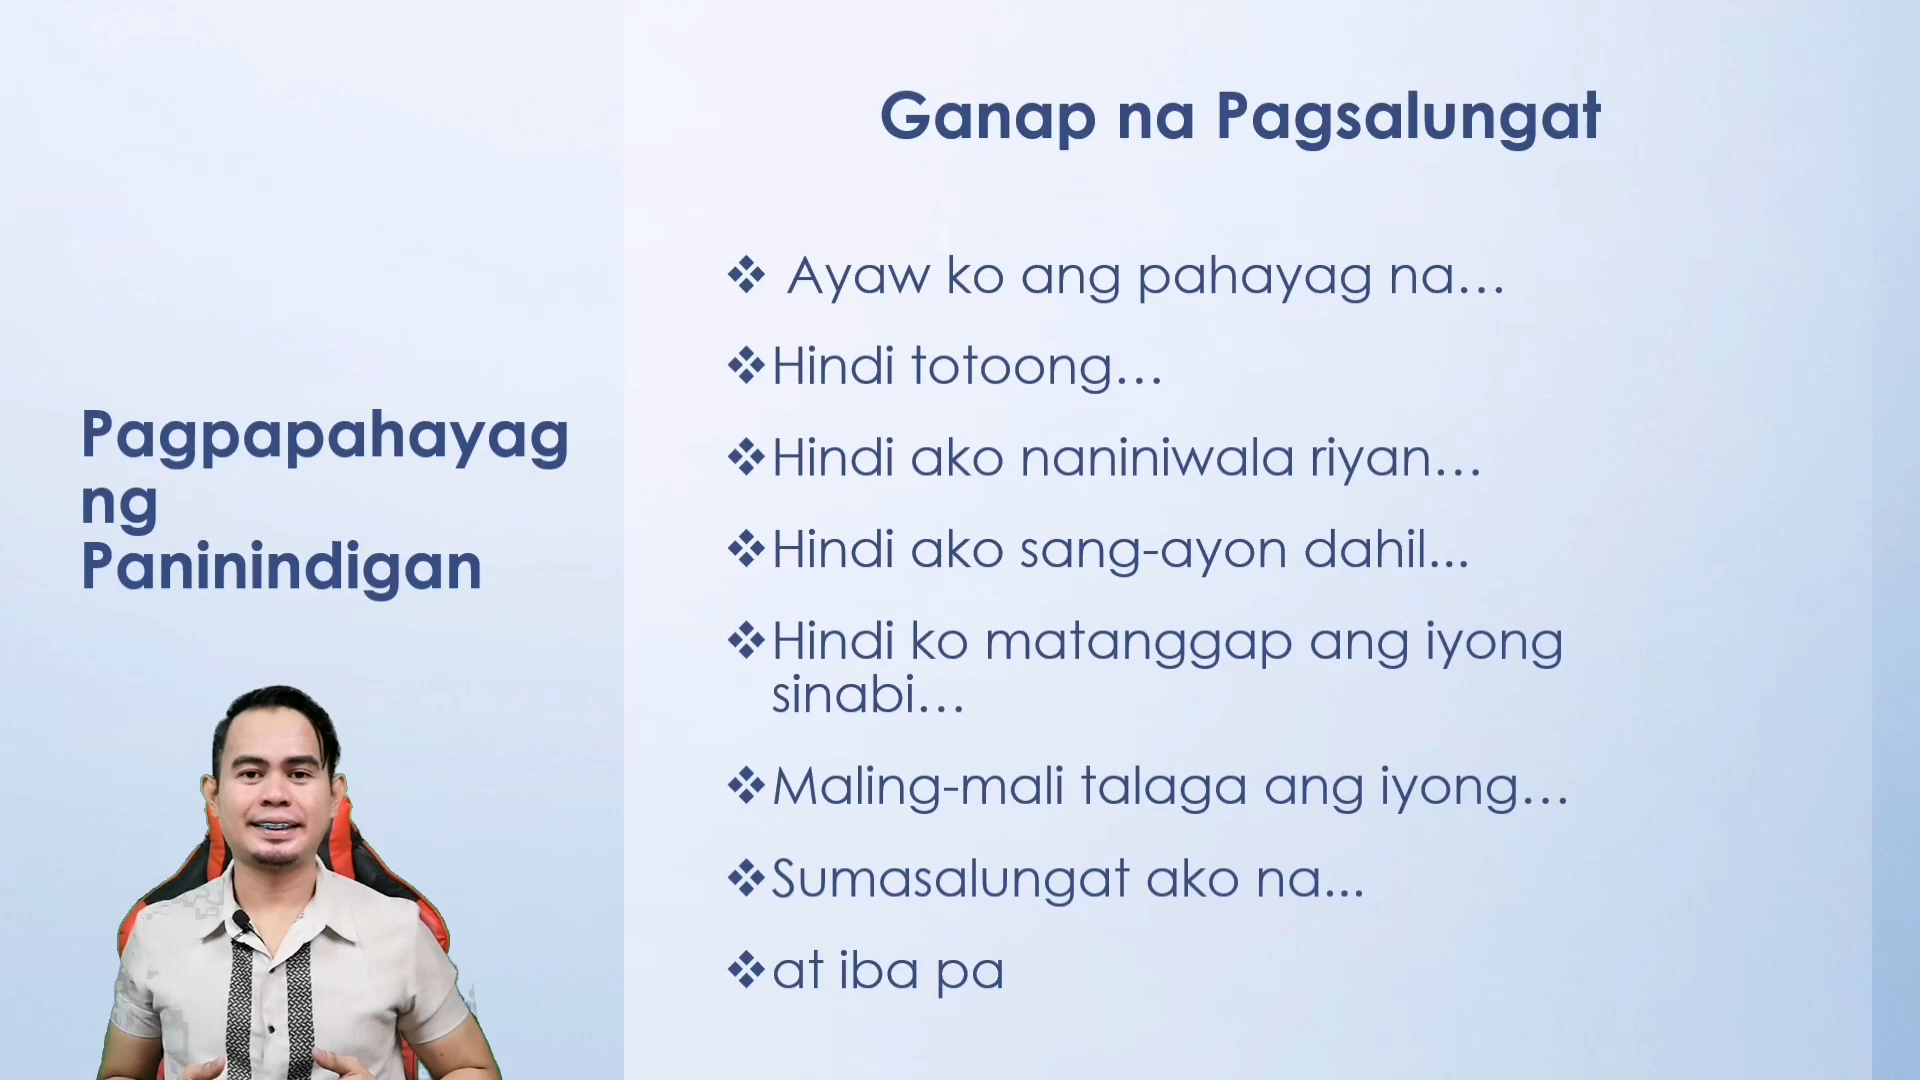 Pagpapahayag
ng
Paninindigan
Ganap na Pagsalungat
❖ Ayaw ko ang pahayag na…
❖Hindi totoong…
❖Hindi ako naniniwala riyan…
❖Hindi ako sang-ayon dahil...
❖Hindi ko matanggap ang iyong
sinabi…
❖Maling-mali talaga ang iyong…
❖Sumasalungat ako na...
❖at iba pa